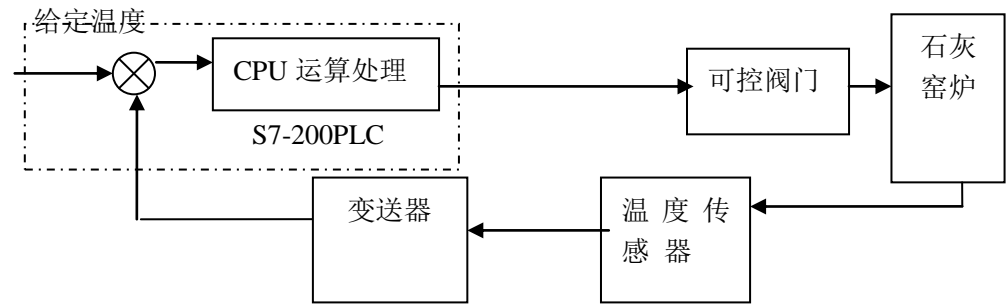 给定温度
CPU 运算处理
S7-200PLC
可控阀门
石灰
窑炉
变送器
温 度 传
感 器